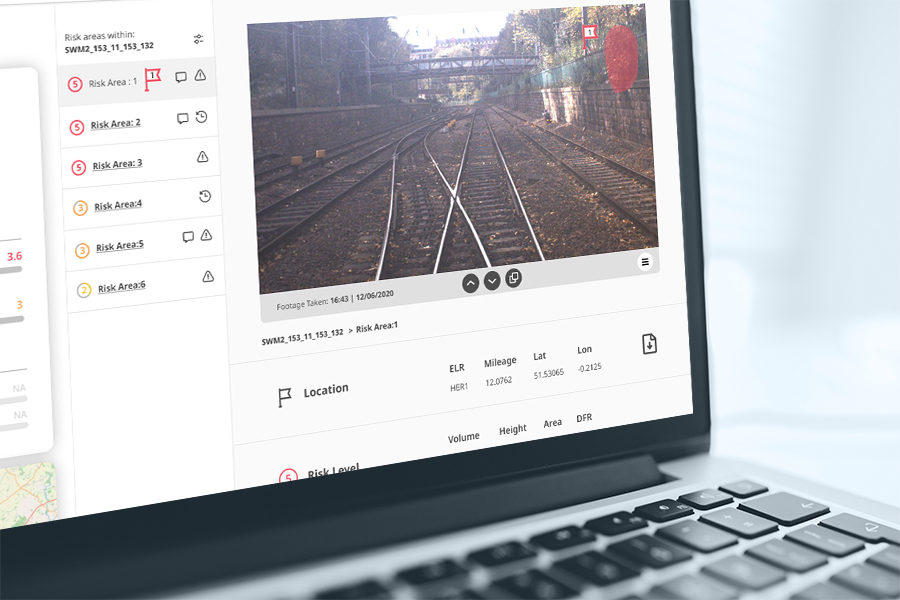 Risk areas within:
SWM2_153_11_153_132
5 Risk Area : 1 1
5 Risk Area: 2
5 Risk Area: 3
3 Risk Area:4
3 Risk Area:5
2 Risk Area:6
3.6
3
NA
NA
1
Footage Taken: 16:43 | 12/06/2020
SWM2_153_11_153_132 > Risk Area:1
Location
ELR Mileage Lat Lon
HER1 12.0762 51.53065 -0.2125
5 Risk Level
Volume Height Area DFR